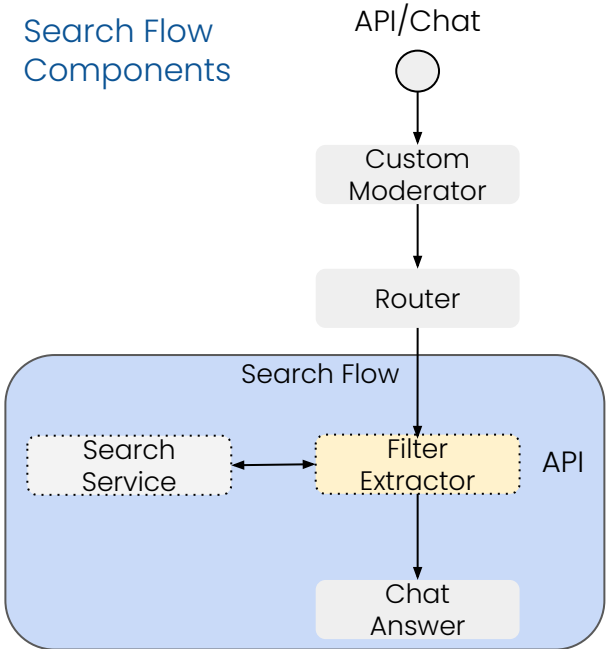 Search Flow
Components
API/Chat
Custom
Moderator
Router
Search Flow
Search
Service
Filter
Extractor
API
Chat
Answer